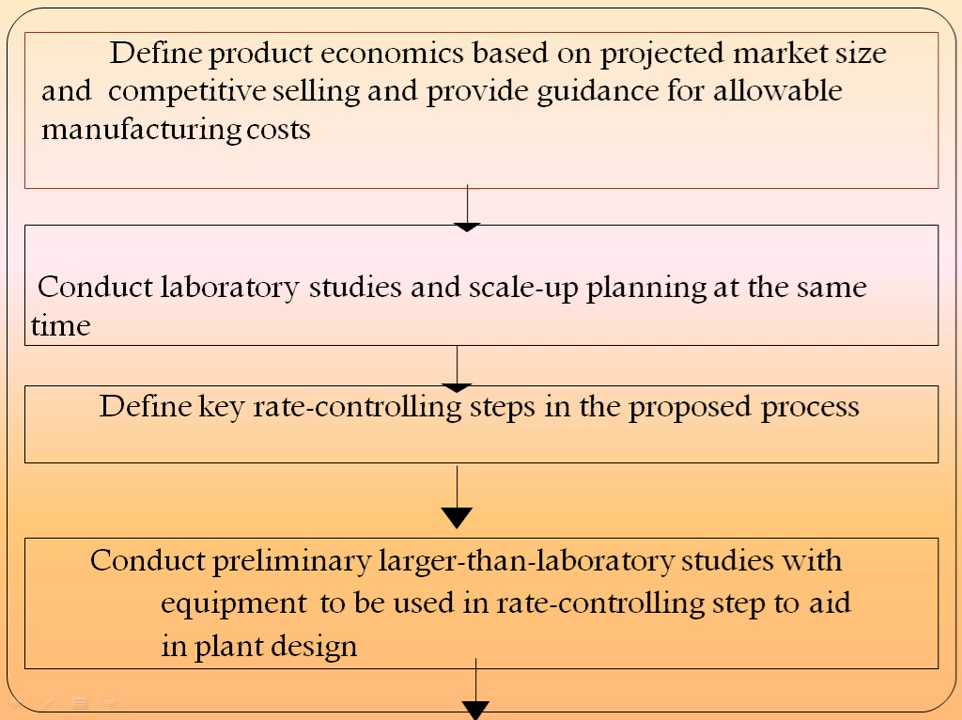 Define product economics based on projected market size
and competitive selling and provide guidance for allowable
manufacturing costs
Conduct laboratory studies and scale-up planning at the same
time
Define key rate-controlling steps in the proposed process
Conduct preliminary larger-than-laboratory studies with
equipment to be used in rate-controlling step to aid
in plant design